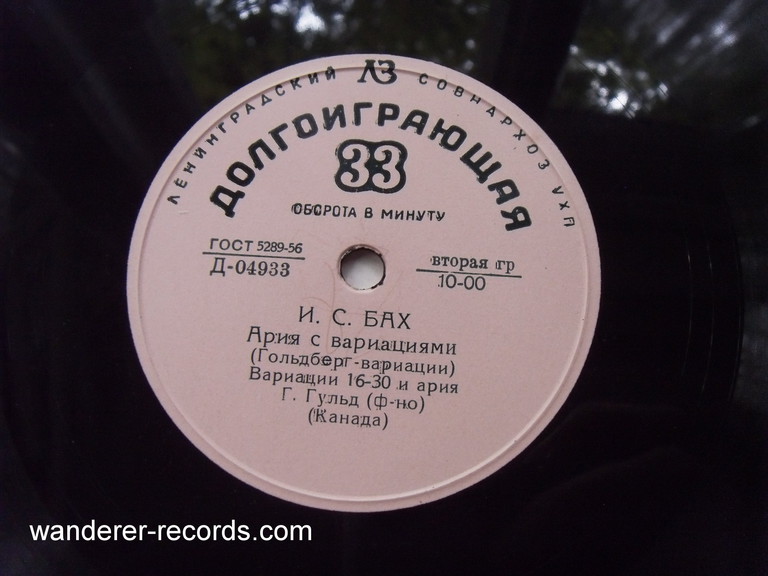 ЛЕНИНГРАДСКИЙ ЛЗ СОВНАРХОЗ УХП
ДОЛГОИГРАЮЩАЯ
33
ОБОРОТА В МИНУТУ
ГОСТ 5289-56
Д-04933
вторая гр
10-00
И. С. БАХ
Ария с вариациями
(Гольдберг-вариации)
Вариации 16-30 и ария
Г. Гульд (ф-но)
(Канада)
wanderer-records.com